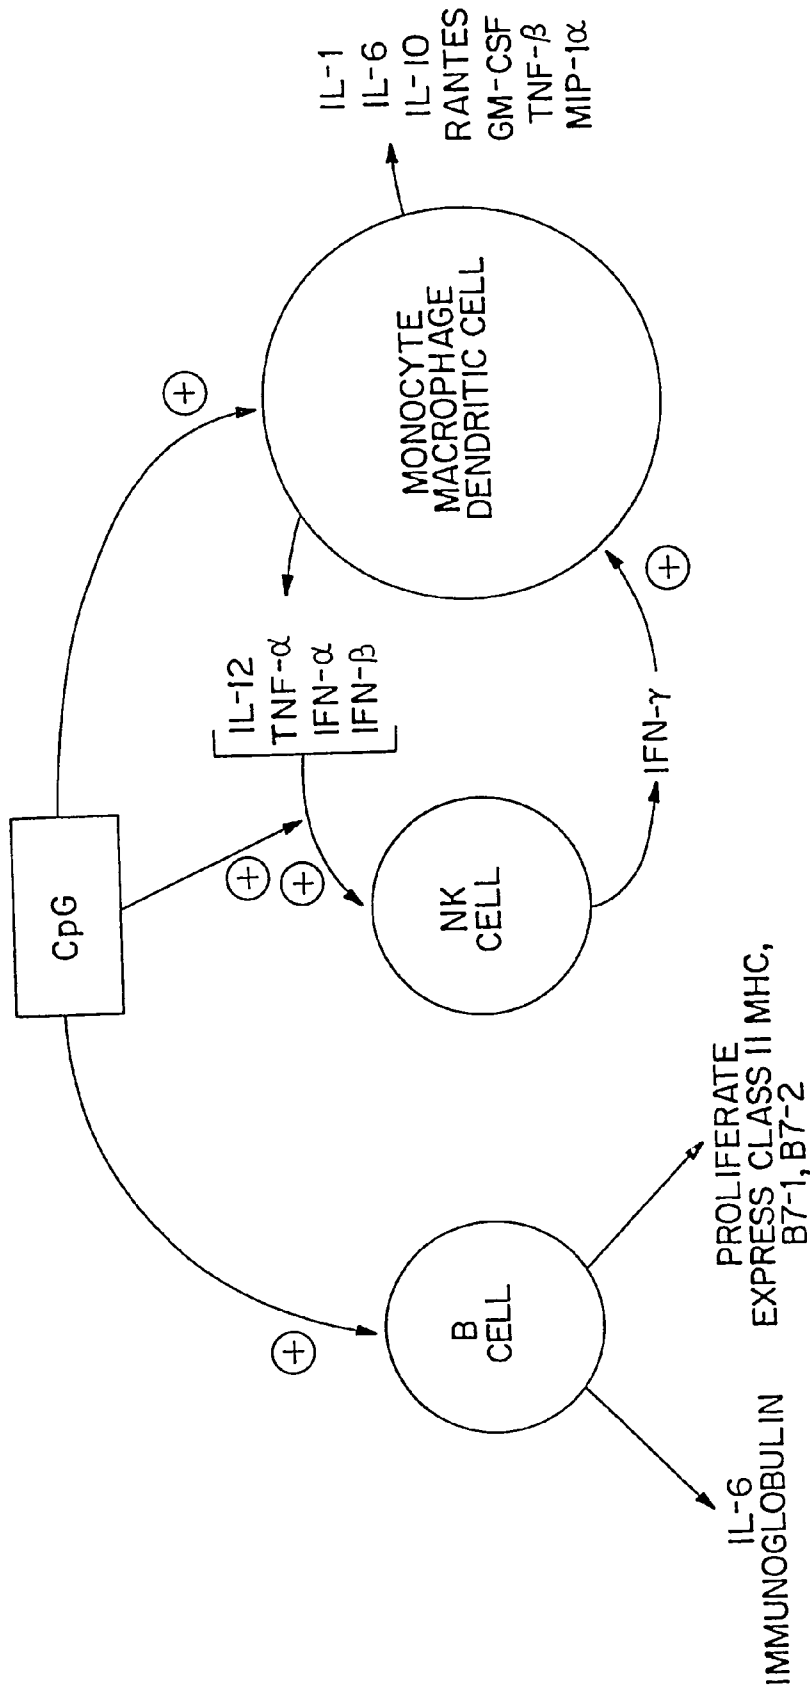 CpG
+
+
+
+
IL-12
TNF-α
IFN-α
IFN-β
IL-1
IL-6
IL-10
RANTES
GM-CSF
TNF-β
MIP-1α
B
CELL
NK
CELL
MONOCYTE
MACROPHAGE
DENDRITIC CELL
+
IFN-γ
IL-6
IMMUNOGLOBULIN
PROLIFERATE
EXPRESS CLASS II MHC,
B7-1, B7-2